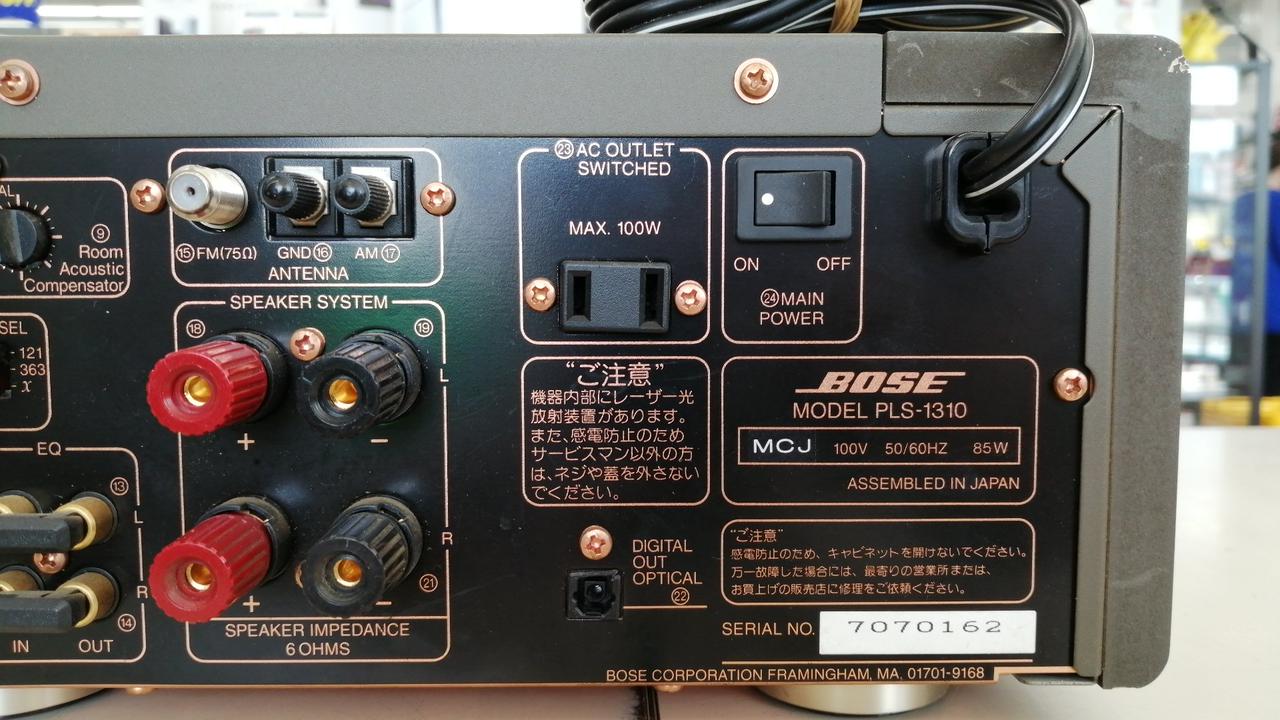 ⑨
Room
Acoustic
Compensator
⑮FM(75Ω)
GND⑯
AM⑰
ANTENNA
㉓AC OUTLET
SWITCHED
MAX. 100W
ON
OFF
㉔MAIN
POWER
SEL
121
363
x
SPEAKER SYSTEM
⑱
⑲
L
+
−
R
㉑
+
−
SPEAKER IMPEDANCE
6 OHMS
EQ
⑬
L
R
⑭
IN
OUT
“ご注意”
機器内部にレーザー光
放射装置があります。
また、感電防止のため
サービスマン以外の方
は、ネジや蓋を外さない
でください。
BOSE
MODEL PLS-1310
MCJ 100V 50/60HZ 85W
ASSEMBLED IN JAPAN
DIGITAL
OUT
OPTICAL
㉒
“ご注意”
感電防止のため、キャビネットを開けないでください。
万一故障した場合には、最寄りの営業所または、
お買上げの販売店に修理をご依頼ください。
SERIAL NO. 7070162
BOSE CORPORATION FRAMINGHAM, MA. 01701-9168